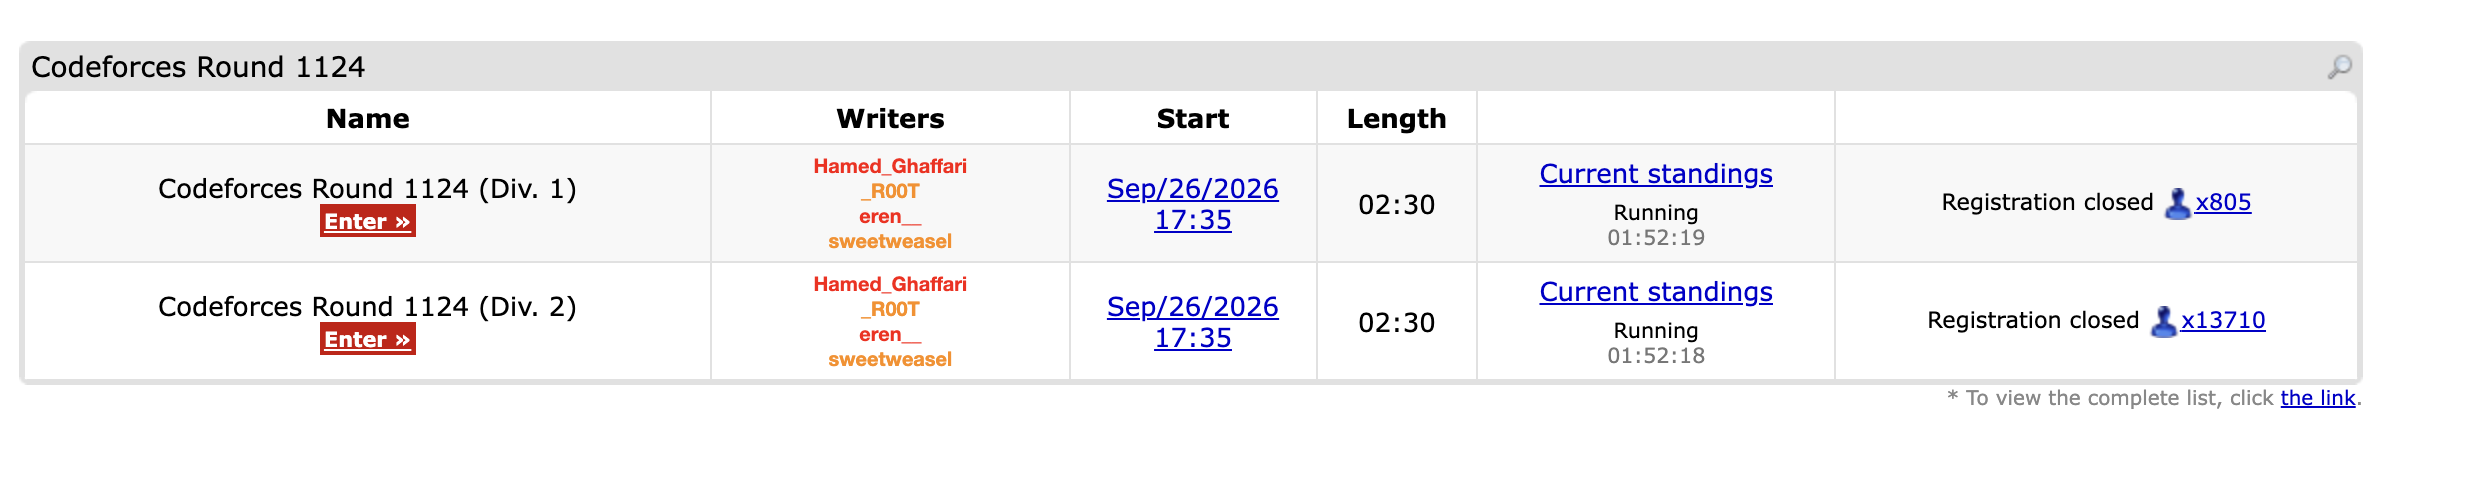 Codeforces Round 1124
Name Writers Start Length
Codeforces Round 1124 (Div. 1)
Enter »
Hamed_Ghaffari
_R00T
eren__
sweetweasel
Sep/26/2026
17:35
02:30
Current standings
Running
01:52:19
Registration closed x805
Codeforces Round 1124 (Div. 2)
Enter »
Hamed_Ghaffari
_R00T
eren__
sweetweasel
Sep/26/2026
17:35
02:30
Current standings
Running
01:52:18
Registration closed x13710
* To view the complete list, click the link.